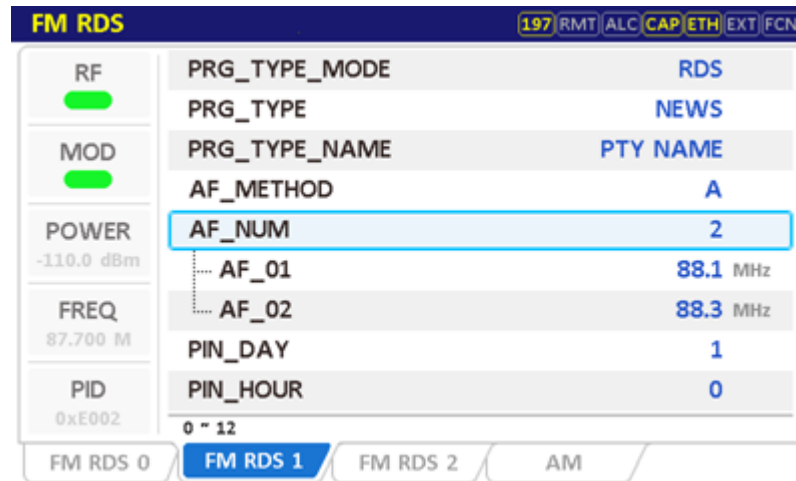 FM RDS 197 RMT ALC CAP ETH EXT FCN
RF
MOD
POWER
-110.0 dBm
FREQ
87.700 M
PID
0xE002
PRG_TYPE_MODE RDS
PRG_TYPE NEWS
PRG_TYPE_NAME PTY NAME
AF_METHOD A
AF_NUM 2
AF_01 88.1 MHz
AF_02 88.3 MHz
PIN_DAY 1
PIN_HOUR 0
0 ~ 12
FM RDS 0 FM RDS 1 FM RDS 2 AM